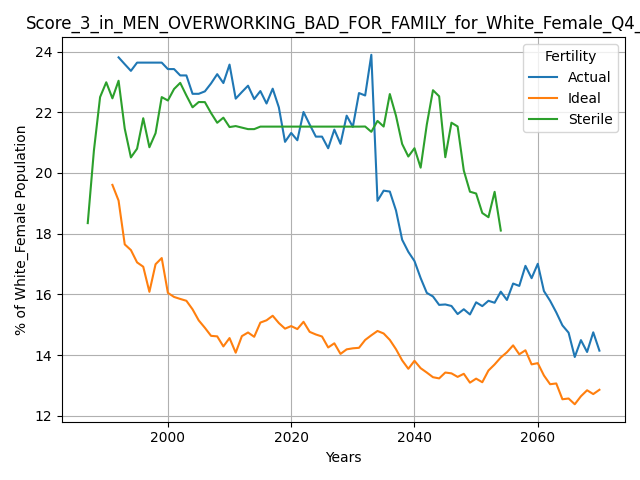 Score_3_in_MEN_OVERWORKING_BAD_FOR_FAMILY_for_White_Female_Q4_
Fertility
Actual
Ideal
Sterile
% of White_Female Population
24
22
20
18
16
14
12
2000
2020
2040
2060
Years